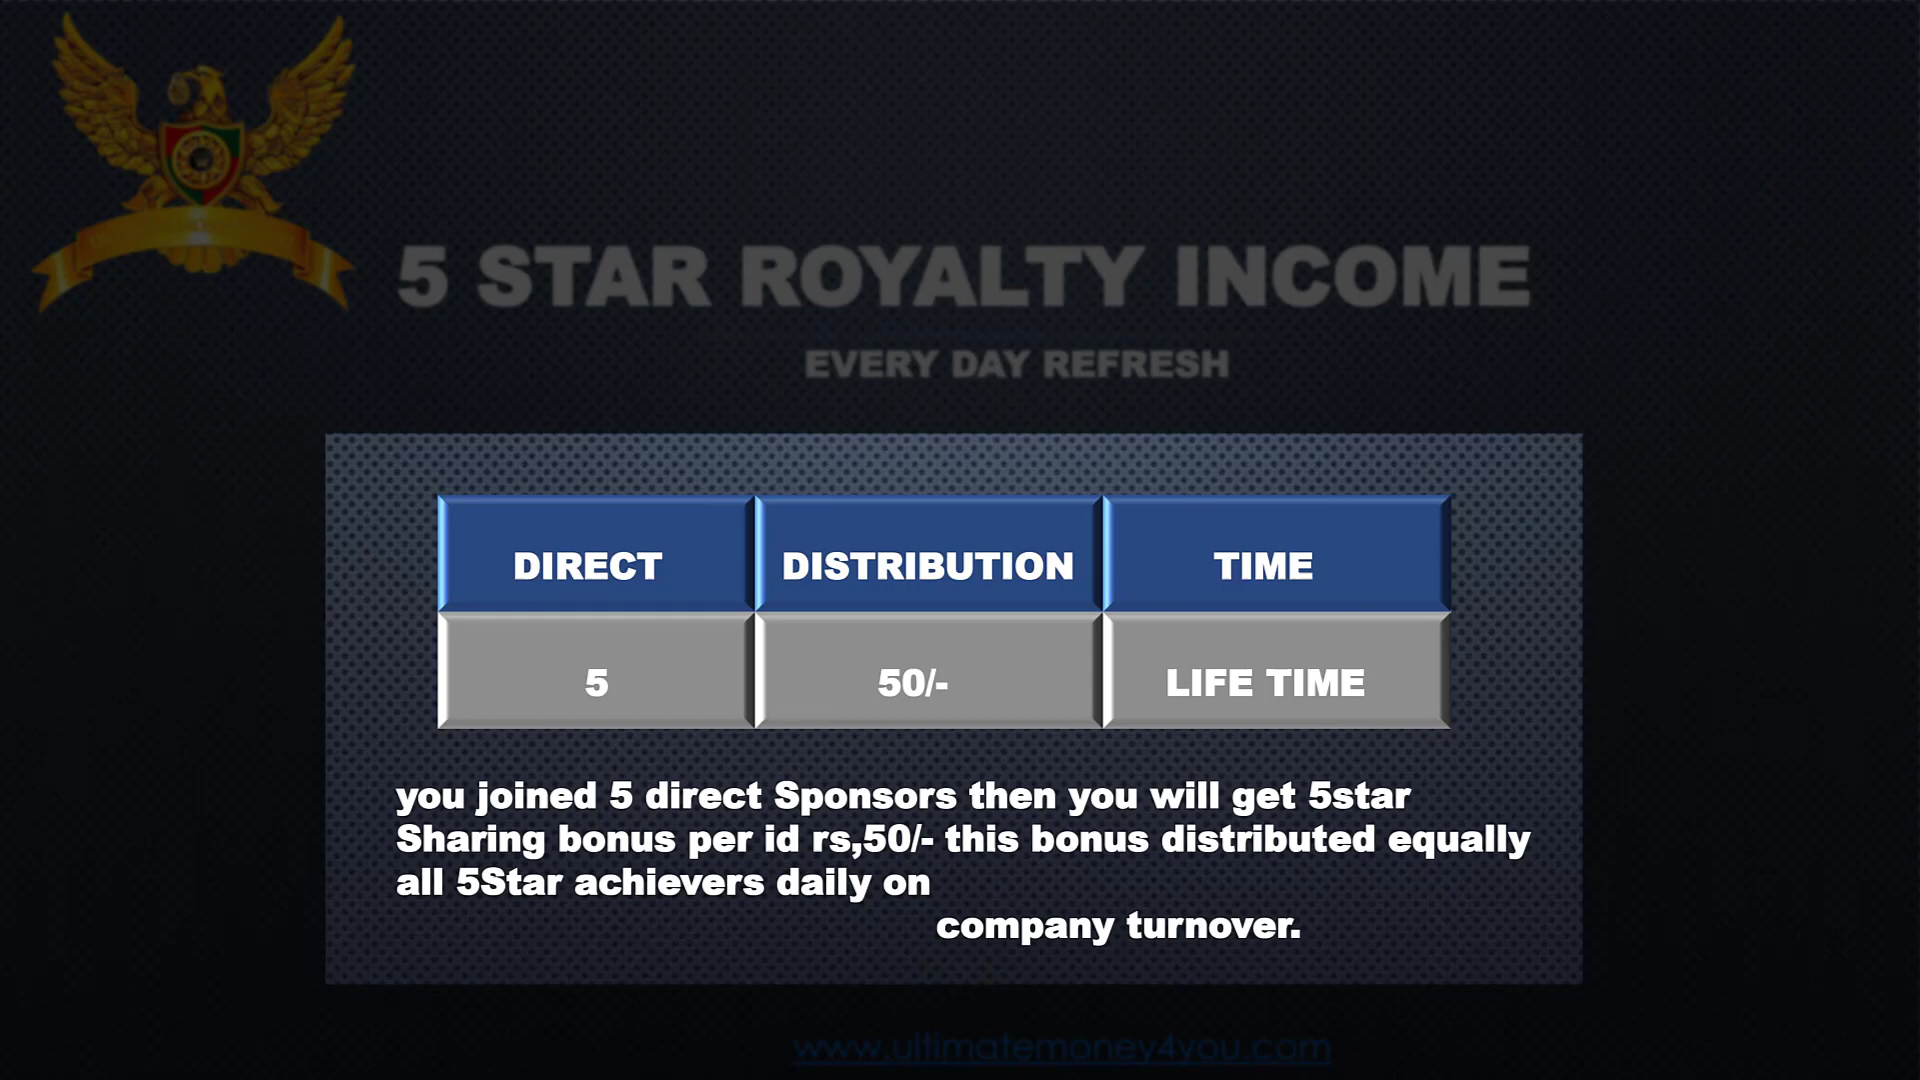 5 STAR ROYALTY INCOME
EVERY DAY REFRESH
DIRECT DISTRIBUTION TIME
5 50/- LIFE TIME
you joined 5 direct Sponsors then you will get 5star
Sharing bonus per id rs,50/- this bonus distributed equally
all 5Star achievers daily on
company turnover.
www.ultimatemoney4you.com